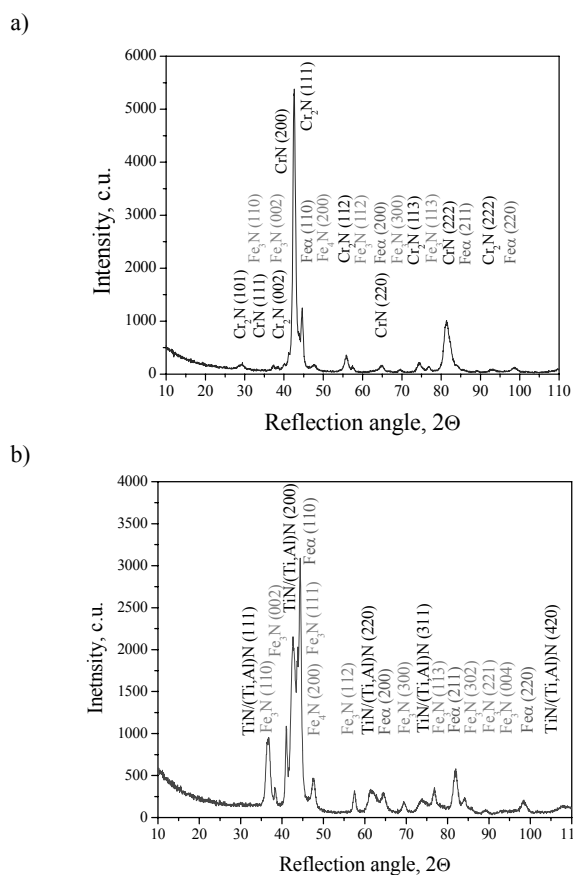 a)
6000
5000
4000
3000
2000
1000
0
Intensity, c.u.
Cr₂N (101)
CrN (111)
Fe₃N (110)
Cr₂N (002)
Fe₃N (002)
CrN (200)
Cr₂N (111)
Feα (110)
Fe₄N (200)
Cr₂N (112)
Fe₃N (112)
CrN (220)
Feα (200)
Fe₃N (300)
Cr₂N (113)
Fe₃N (113)
CrN (222)
Feα (211)
Cr₂N (222)
Feα (220)
10 20 30 40 50 60 70 80 90 100 110
Reflection angle, 2Θ
b)
4000
3500
3000
2500
2000
1500
1000
500
0
Inetnsity, c.u.
TiN/(Ti,Al)N (111)
Fe₃N (110)
Fe₃N (002)
TiN/(Ti,Al)N (200)
Feα (110)
Fe₄N (200) Fe₃N (111)
Fe₃N (112)
TiN/(Ti,Al)N (220)
Feα (200)
Fe₃N (300)
TiN/(Ti,Al)N (311)
Fe₃N (113)
Feα (211)
Fe₃N (302)
Fe₃N (221)
Fe₃N (004)
Feα (220)
TiN/(Ti,Al)N (420)
10 20 30 40 50 60 70 80 90 100 110
Reflection angle, 2Θ